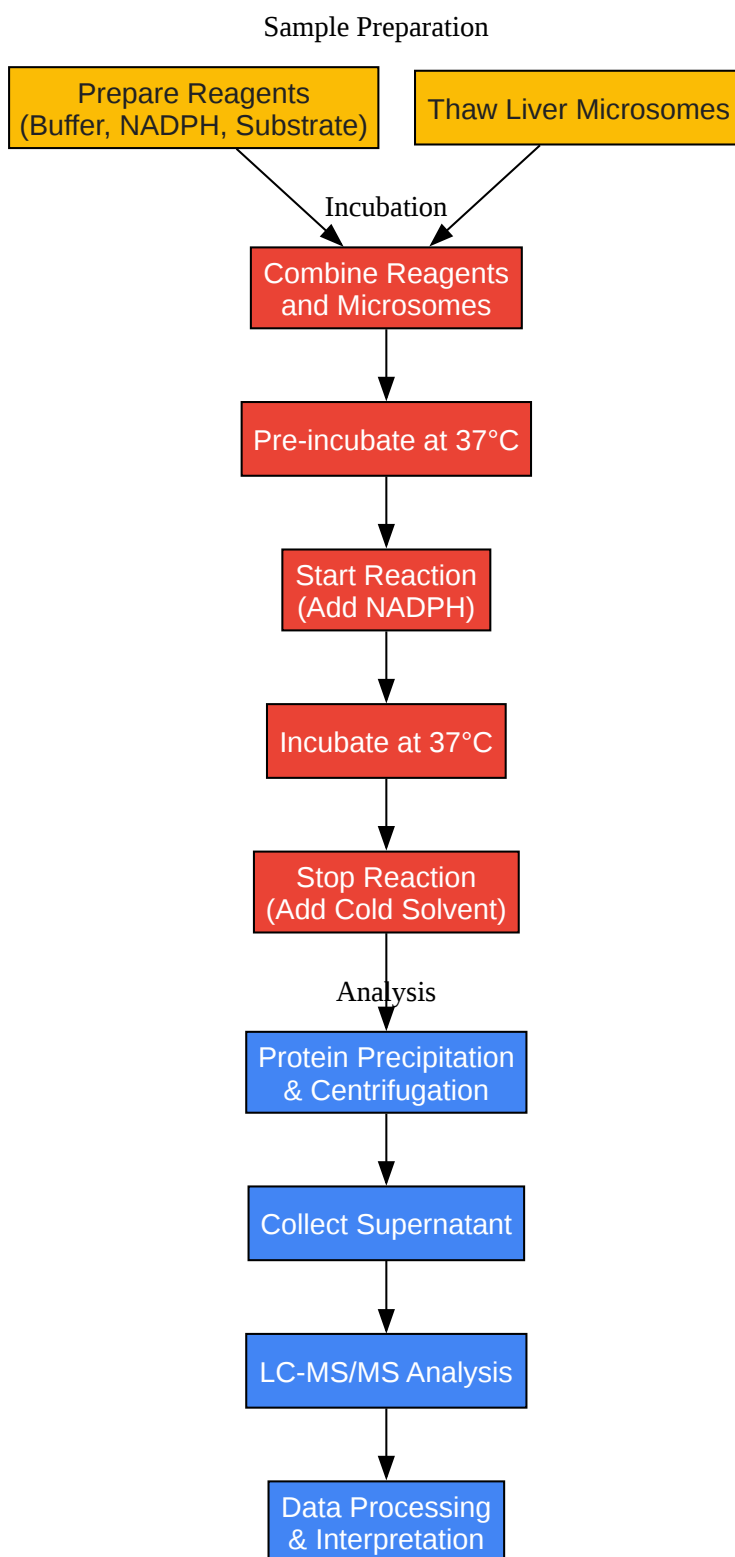 Sample Preparation
Prepare Reagents
(Buffer, NADPH, Substrate)
Thaw Liver Microsomes
Incubation
Combine Reagents
and Microsomes
Pre-incubate at 37°C
Start Reaction
(Add NADPH)
Incubate at 37°C
Stop Reaction
(Add Cold Solvent)
Analysis
Protein Precipitation
& Centrifugation
Collect Supernatant
LC-MS/MS Analysis
Data Processing
& Interpretation